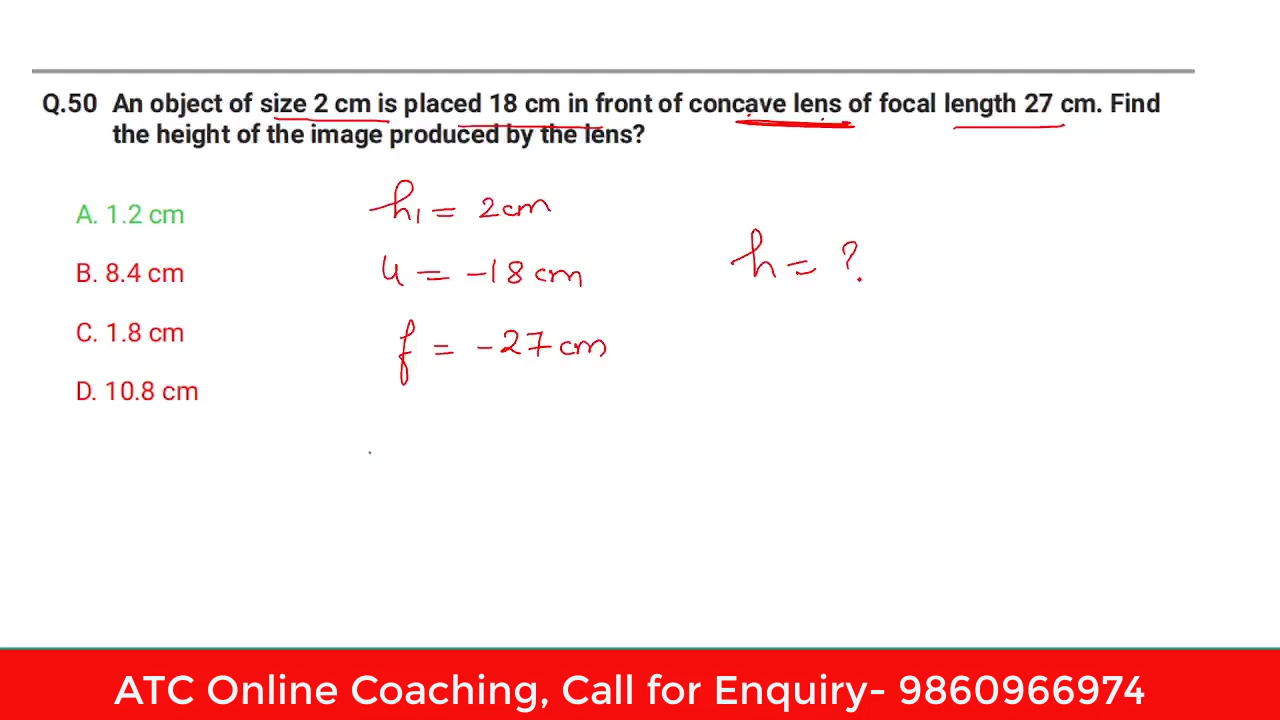 Q.50 An object of size 2 cm is placed 18 cm in front of concave lens of focal length 27 cm. Find
the height of the image produced by the lens?
A. 1.2 cm
B. 8.4 cm
C. 1.8 cm
D. 10.8 cm
h₁ = 2cm
u = -18 cm
f = -27 cm
h = ?
ATC Online Coaching, Call for Enquiry- 9860966974